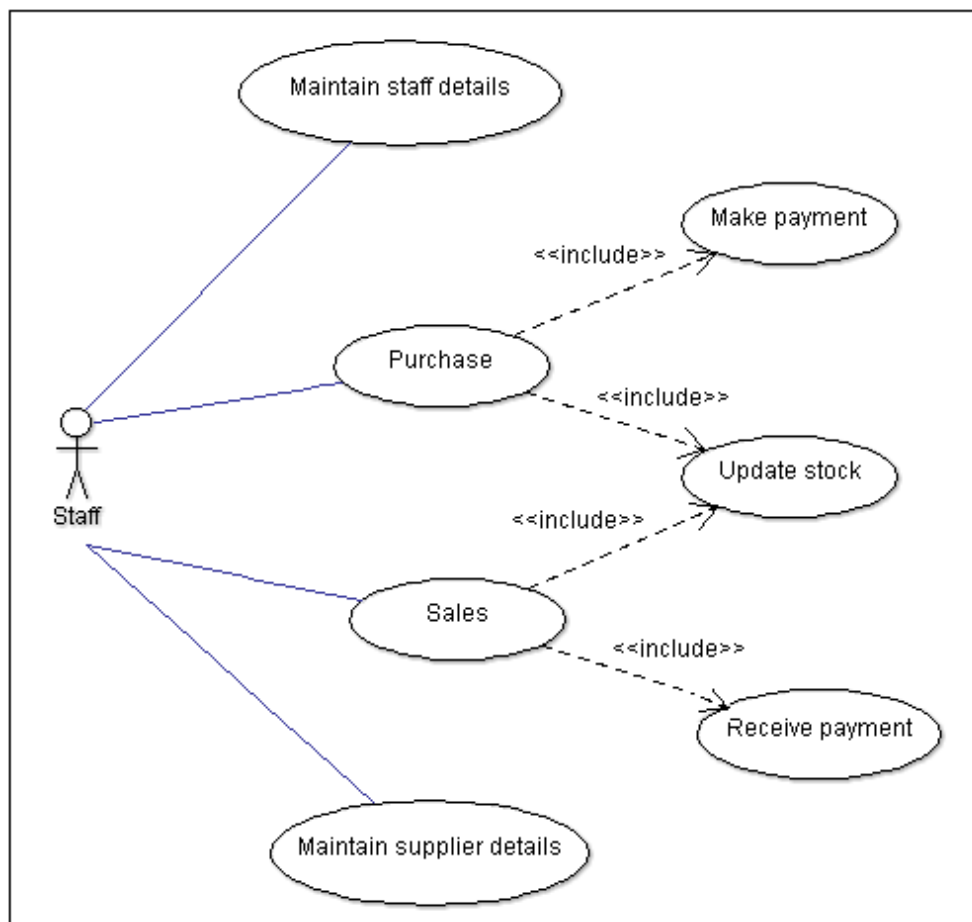 Maintain staff details
Make payment
<<include>>
Purchase
<<include>>
Update stock
Staff
<<include>>
Sales
<<include>>
Receive payment
Maintain supplier details